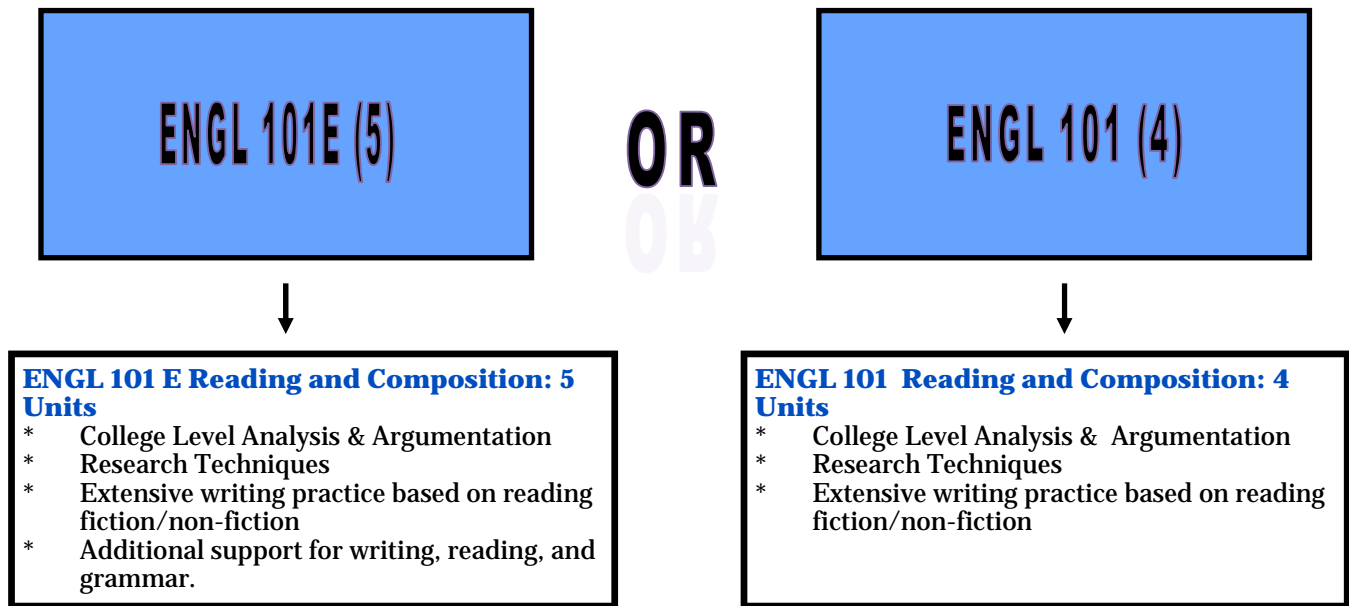 ENGL 101E (5)
OR
ENGL 101 (4)
ENGL 101 E Reading and Composition: 5
Units
* College Level Analysis & Argumentation
* Research Techniques
* Extensive writing practice based on reading
fiction/non-fiction
* Additional support for writing, reading, and
grammar.
ENGL 101 Reading and Composition: 4
Units
* College Level Analysis & Argumentation
* Research Techniques
* Extensive writing practice based on reading
fiction/non-fiction